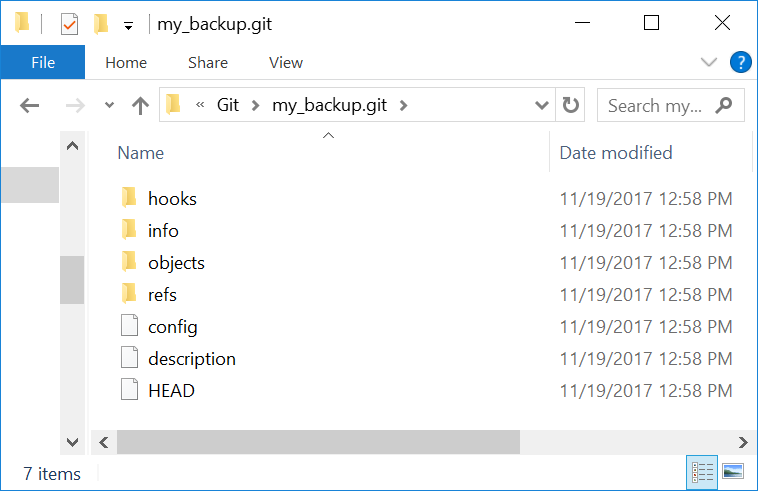 my_backup.git
File Home Share View
?
« Git > my_backup.git > Search my...
Name Date modified
hooks 11/19/2017 12:58 PM
info 11/19/2017 12:58 PM
objects 11/19/2017 12:58 PM
refs 11/19/2017 12:58 PM
config 11/19/2017 12:58 PM
description 11/19/2017 12:58 PM
HEAD 11/19/2017 12:58 PM
7 items